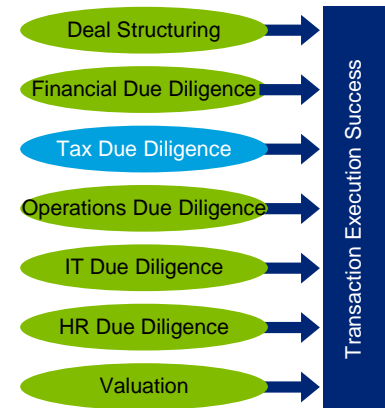 Deal Structuring
Financial Due Diligence
Tax Due Diligence
Operations Due Diligence
IT Due Diligence
HR Due Diligence
Valuation
Transaction Execution Success